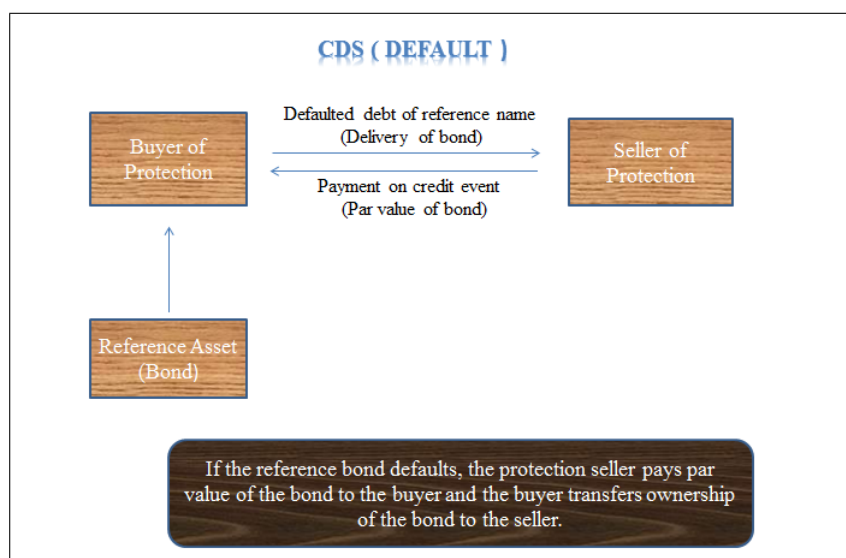 CDS ( DEFAULT )
Defaulted debt of reference name
(Delivery of bond)
Buyer of
Protection
Seller of
Protection
Payment on credit event
(Par value of bond)
Reference Asset
(Bond)
If the reference bond defaults, the protection seller pays par
value of the bond to the buyer and the buyer transfers ownership
of the bond to the seller.